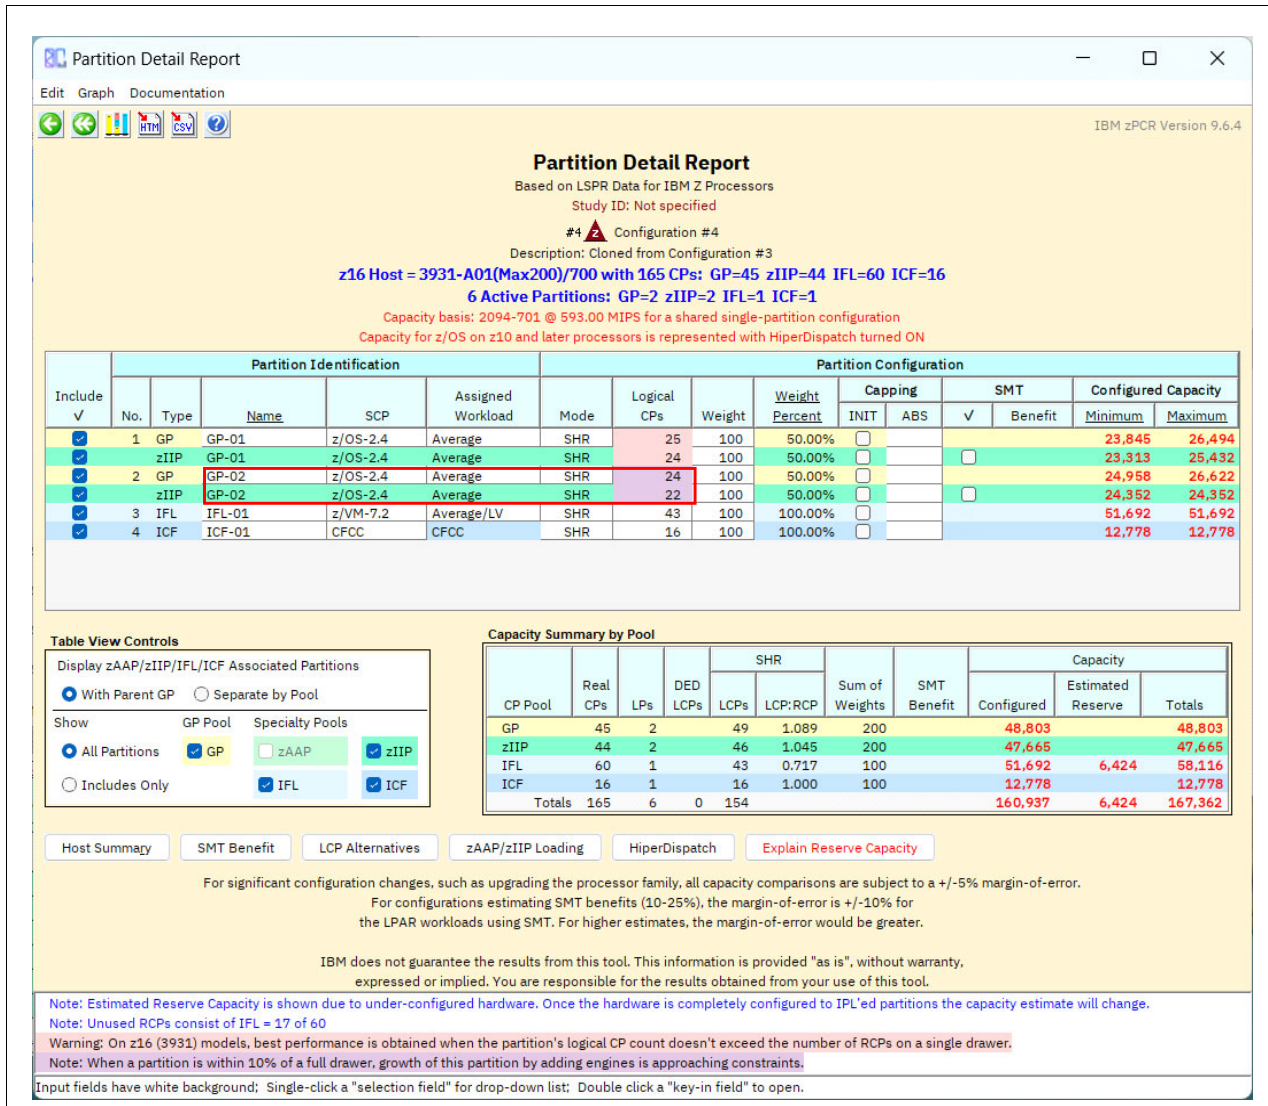 Partition Detail Report
Edit Graph Documentation
HTM CSV ?
IBM zPCR Version 9.6.4
Partition Detail Report
Based on LSPR Data for IBM Z Processors
Study ID: Not specified
#4 z Configuration #4
Description: Cloned from Configuration #3
z16 Host = 3931-A01(Max200)/700 with 165 CPs: GP=45 zIIP=44 IFL=60 ICF=16
6 Active Partitions: GP=2 zIIP=2 IFL=1 ICF=1
Capacity basis: 2094-701 @ 593.00 MIPS for a shared single-partition configuration
Capacity for z/OS on z10 and later processors is represented with HiperDispatch turned ON
Partition Identification Partition Configuration
Include Assigned Logical Weight Capping SMT Configured Capacity
√ No. Type Name SCP Workload Mode CPs Weight Percent INIT ABS √ Benefit Minimum Maximum
1 GP GP-01 z/OS-2.4 Average SHR 25 100 50.00% 23,845 26,494
zIIP GP-01 z/OS-2.4 Average SHR 24 100 50.00% 23,313 25,432
2 GP GP-02 z/OS-2.4 Average SHR 24 100 50.00% 24,958 26,622
zIIP GP-02 z/OS-2.4 Average SHR 22 100 50.00% 24,352 24,352
3 IFL IFL-01 z/VM-7.2 Average/LV SHR 43 100 100.00% 51,692 51,692
4 ICF ICF-01 CFCC CFCC SHR 16 100 100.00% 12,778 12,778
Table View Controls
Display zAAP/zIIP/IFL/ICF Associated Partitions
With Parent GP Separate by Pool
Show GP Pool Specialty Pools
All Partitions GP zAAP zIIP
Includes Only IFL ICF
Capacity Summary by Pool
SHR Capacity
Real DED Sum of SMT Estimated
CP Pool CPs LPs LCPs LCPs LCP:RCP Weights Benefit Configured Reserve Totals
GP 45 2 49 1.089 200 48,803 48,803
zIIP 44 2 46 1.045 200 47,665 47,665
IFL 60 1 43 0.717 100 51,692 6,424 58,116
ICF 16 1 16 1.000 100 12,778 12,778
Totals 165 6 0 154 160,937 6,424 167,362
Host Summary SMT Benefit LCP Alternatives zAAP/zIIP Loading HiperDispatch Explain Reserve Capacity
For significant configuration changes, such as upgrading the processor family, all capacity comparisons are subject to a +/-5% margin-of-error.
For configurations estimating SMT benefits (10-25%), the margin-of-error is +/-10% for
the LPAR workloads using SMT. For higher estimates, the margin-of-error would be greater.
IBM does not guarantee the results from this tool. This information is provided "as is", without warranty,
expressed or implied. You are responsible for the results obtained from your use of this tool.
Note: Estimated Reserve Capacity is shown due to under-configured hardware. Once the hardware is completely configured to IPL'ed partitions the capacity estimate will change.
Note: Unused RCPs consist of IFL = 17 of 60
Warning: On z16 (3931) models, best performance is obtained when the partition's logical CP count doesn't exceed the number of RCPs on a single drawer.
Note: When a partition is within 10% of a full drawer, growth of this partition by adding engines is approaching constraints.
Input fields have white background; Single-click a "selection field" for drop-down list; Double click a "key-in field" to open.